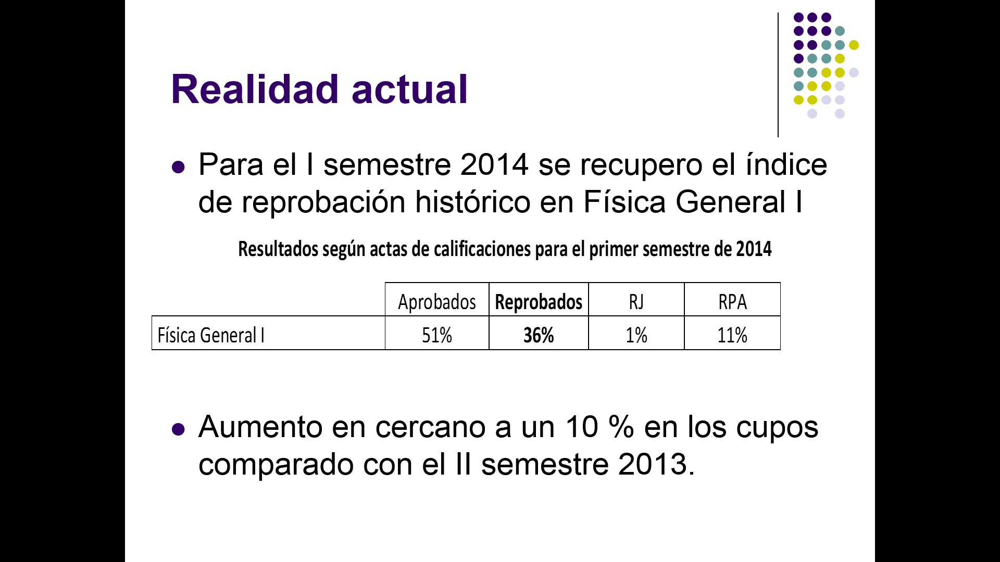 Realidad actual
Para el I semestre 2014 se recupero el índice
de reprobación histórico en Física General I
Resultados según actas de calificaciones para el primer semestre de 2014
Aprobados Reprobados RJ RPA
Física General I 51% 36% 1% 11%
Aumento en cercano a un 10 % en los cupos
comparado con el II semestre 2013.